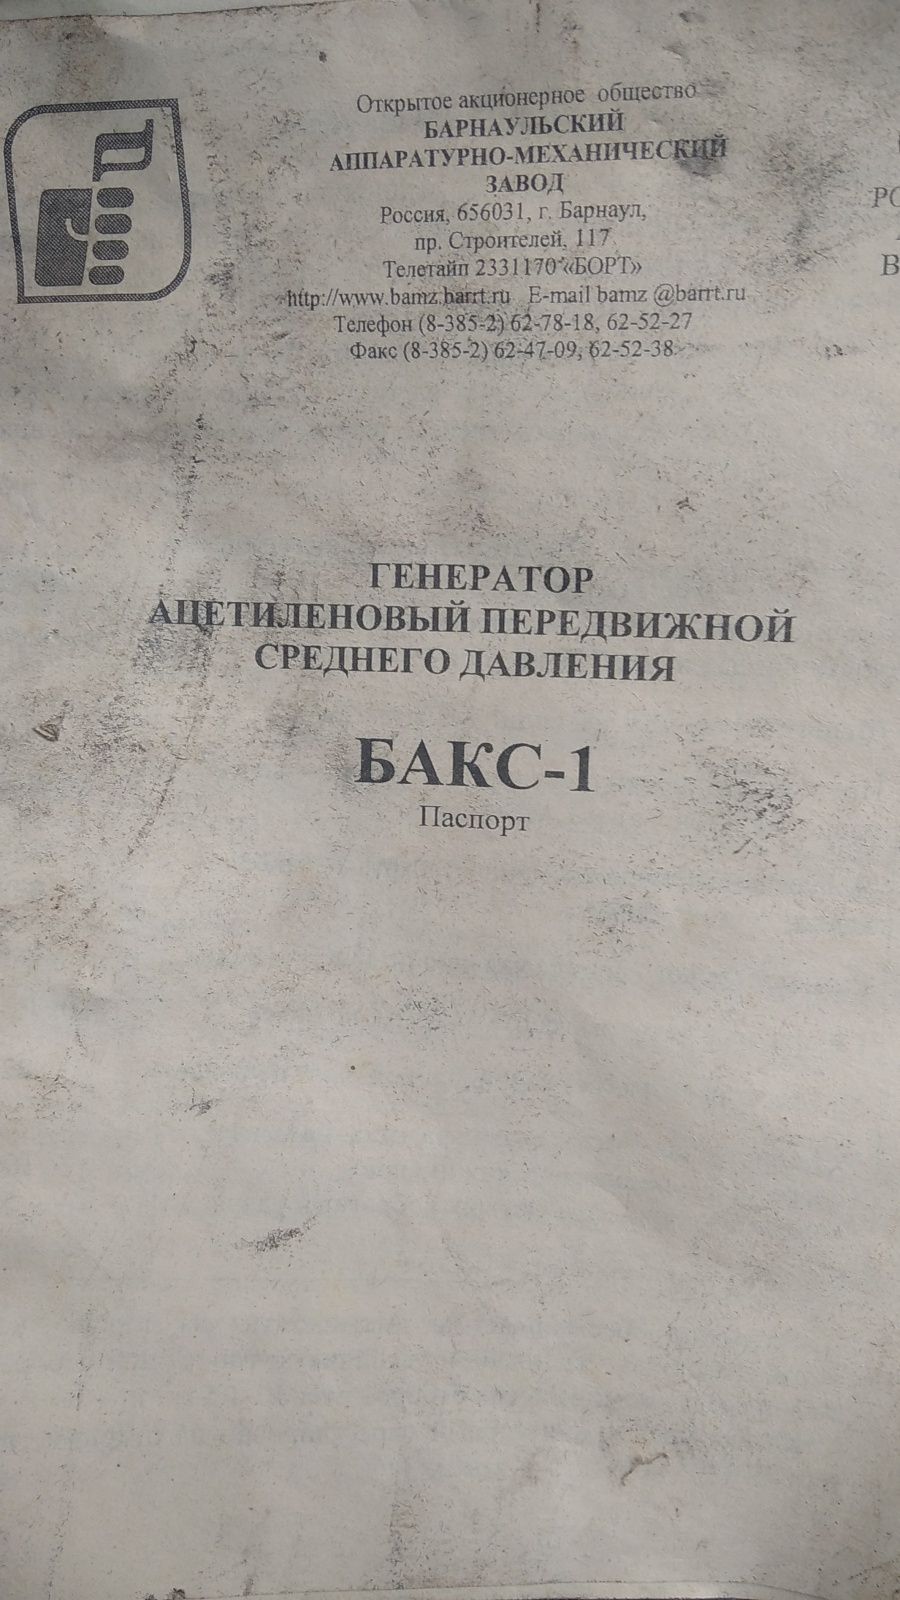 Открытое акционерное общество
БАРНАУЛЬСКИЙ
АППАРАТУРНО-МЕХАНИЧЕСКИЙ
ЗАВОД
Россия, 656031, г. Барнаул,
пр. Строителей, 117
Телетайп 2331170 «БОРТ»
http://www.bamz.barrt.ru E-mail bamz @barrt.ru
Телефон (8-385-2) 62-78-18, 62-52-27
Факс (8-385-2) 62-47-09, 62-52-38
ГЕНЕРАТОР
АЦЕТИЛЕНОВЫЙ ПЕРЕДВИЖНОЙ
СРЕДНЕГО ДАВЛЕНИЯ
БАКС-1
Паспорт